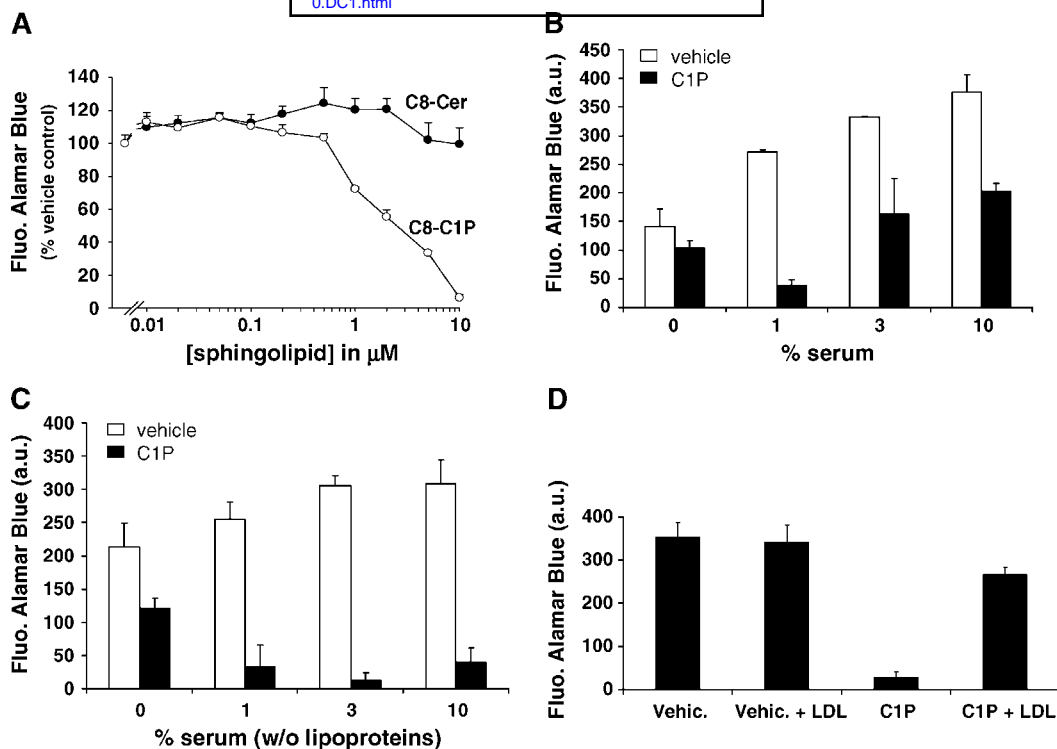 0.DC1.html
A
Fluo. Alamar Blue
(% vehicle control)
140
120
100
80
60
40
20
0
C8-Cer
C8-C1P
0.01
0.1
1
10
[sphingolipid] in µM
B
Fluo. Alamar Blue (a.u.)
450
400
350
300
250
200
150
100
50
0
vehicle
C1P
0
1
3
10
% serum
C
Fluo. Alamar Blue (a.u.)
400
350
300
250
200
150
100
50
0
vehicle
C1P
0
1
3
10
% serum (w/o lipoproteins)
D
Fluo. Alamar Blue (a.u.)
400
300
200
100
0
Vehic.
Vehic. + LDL
C1P
C1P + LDL